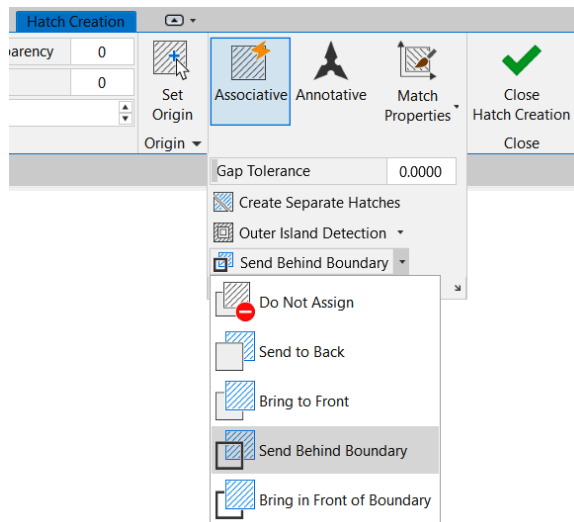 Hatch Creation
arency 0
0
Set
Origin
Associative
Annotative
Match
Properties
Close
Hatch Creation
Origin
Close
Gap Tolerance 0.0000
Create Separate Hatches
Outer Island Detection
Send Behind Boundary
Do Not Assign
Send to Back
Bring to Front
Send Behind Boundary
Bring in Front of Boundary